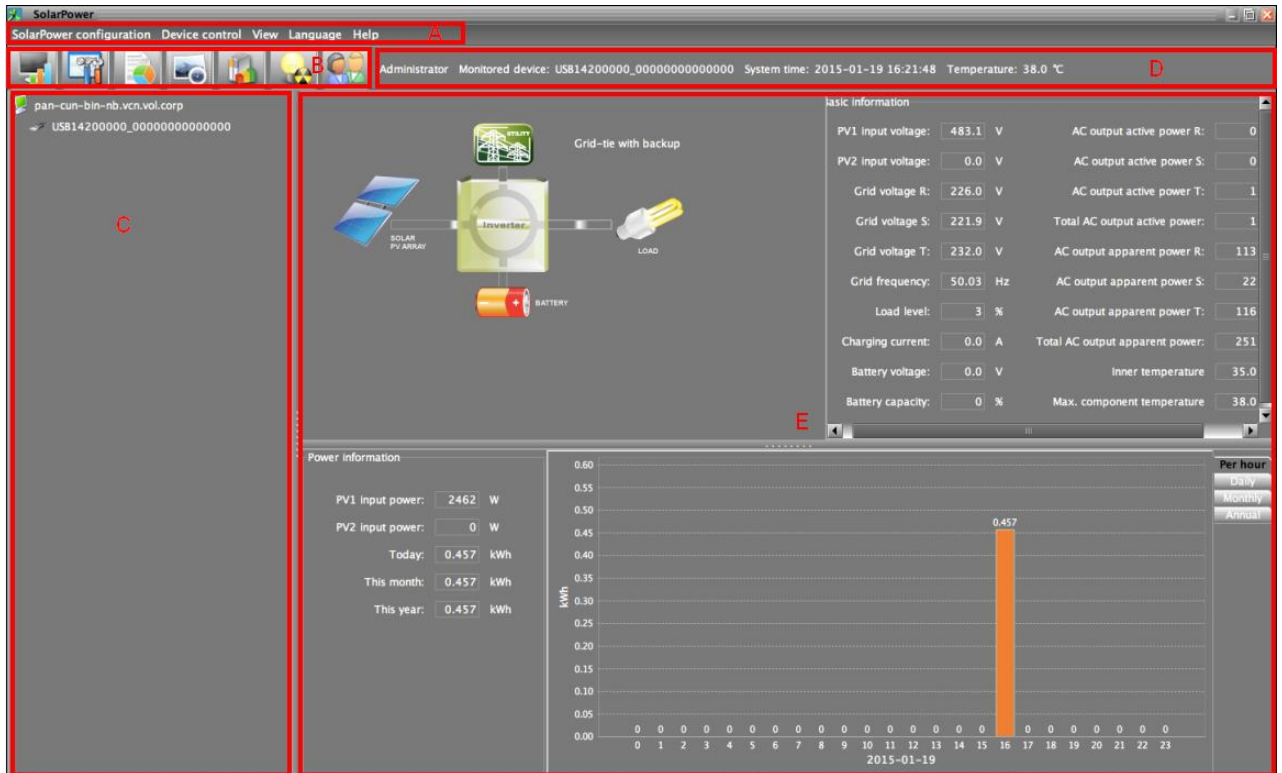 SolarPower
SolarPower configuration Device control View Language Help
A
B
Administrator Monitored device: USB14200000_00000000000000 System time: 2015-01-19 16:21:48 Temperature: 38.0 ℃
D
pan-cun-bin-nb.vcn.vol.corp
USB14200000_00000000000000
C
UTILITY
Grid-tie with backup
SOLAR
PV ARRAY
Inverter
LOAD
BATTERY
E
Basic information
PV1 input voltage: 483.1 V AC output active power R: 0
PV2 input voltage: 0.0 V AC output active power S: 0
Grid voltage R: 226.0 V AC output active power T: 1
Grid voltage S: 221.9 V Total AC output active power: 1
Grid voltage T: 232.0 V AC output apparent power R: 113
Grid frequency: 50.03 Hz AC output apparent power S: 22
Load level: 3 % AC output apparent power T: 116
Charging current: 0.0 A Total AC output apparent power: 251
Battery voltage: 0.0 V Inner temperature 35.0
Battery capacity: 0 % Max. component temperature 38.0
Power information
PV1 input power: 2462 W
PV2 input power: 0 W
Today: 0.457 kWh
This month: 0.457 kWh
This year: 0.457 kWh
kWh
0.60
0.55
0.50
0.45
0.40
0.35
0.30
0.25
0.20
0.15
0.10
0.05
0.00
0.457
0 0 0 0 0 0 0 0 0 0 0 0 0 0 0 0 0 0 0 0 0 0 0
0 1 2 3 4 5 6 7 8 9 10 11 12 13 14 15 16 17 18 19 20 21 22 23
2015-01-19
Per hour
Daily
Monthly
Annual